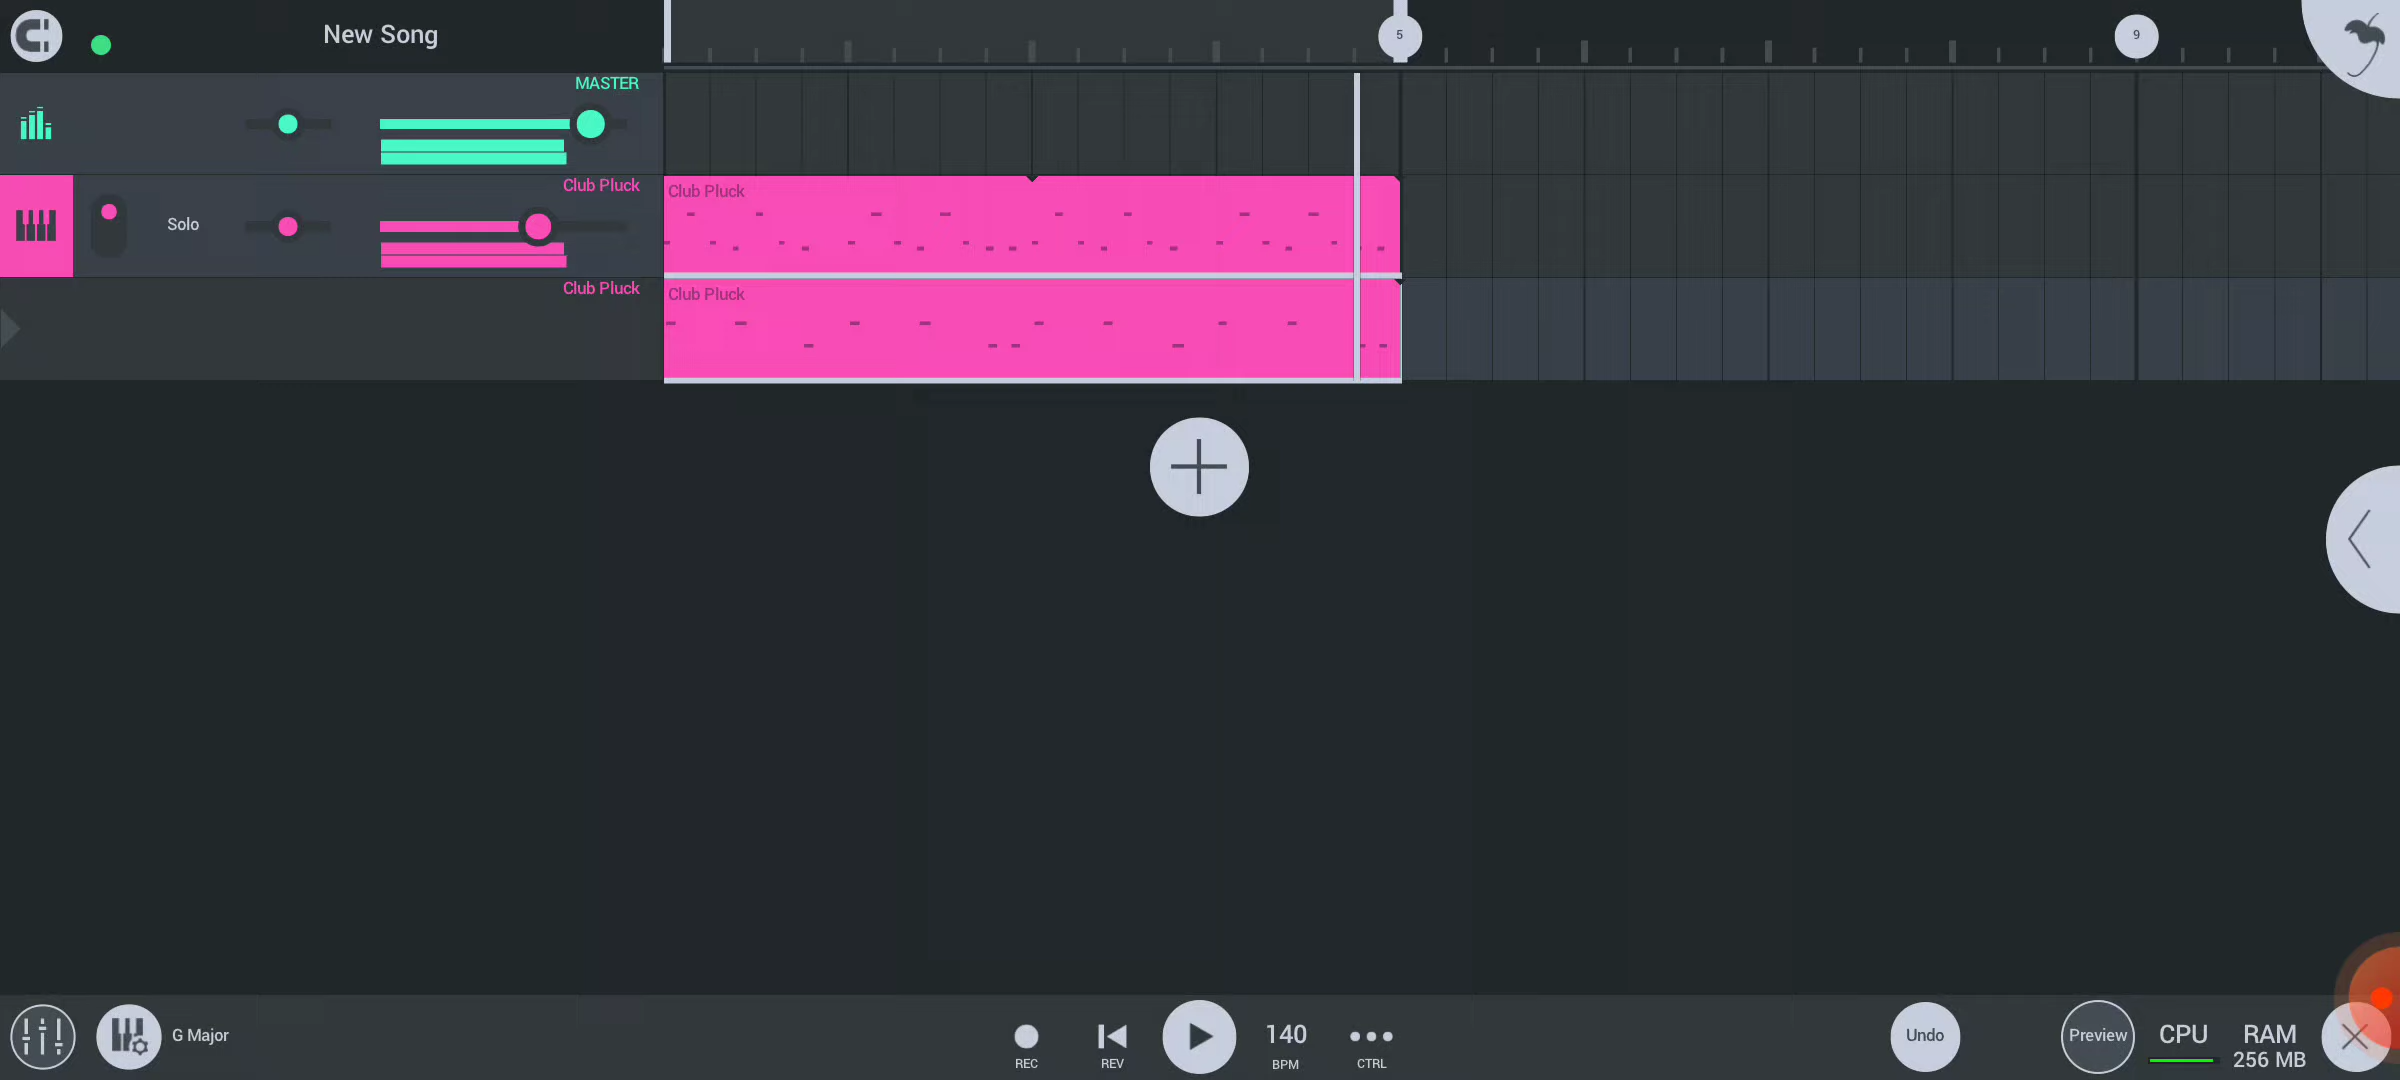 New Song
5
9
MASTER
Club Pluck
Solo
Club Pluck
Club Pluck
Club Pluck
G Major
REC
REV
140
BPM
CTRL
Undo
Preview
CPU
RAM
256 MB